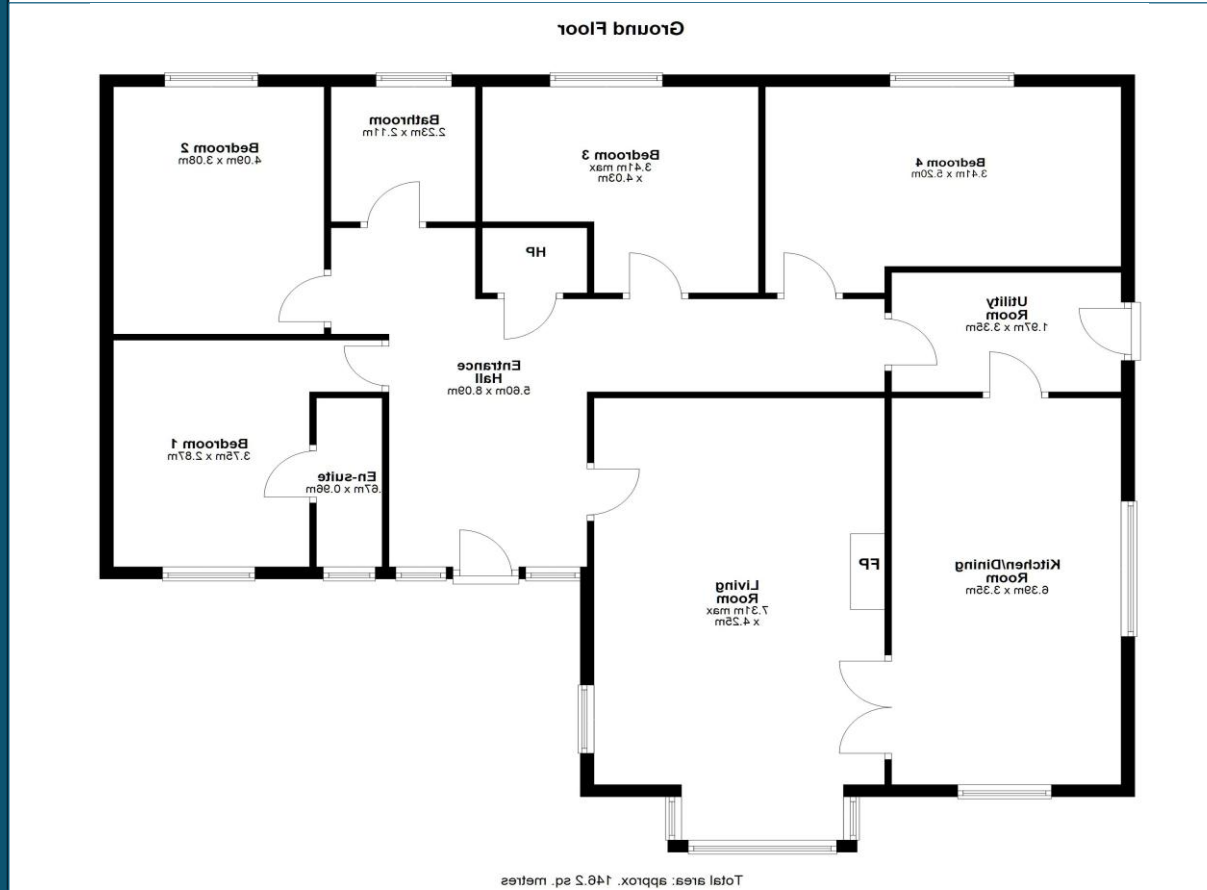 Ground Floor
Bedroom 2
4.09m x 3.08m
Bathroom
2.23m x 2.11m
Bedroom 3
3.41m max
x 4.03m
Bedroom 4
3.41m x 5.20m
HP
Utility
Room
1.97m x 3.35m
Entrance
Hall
5.60m x 8.09m
Bedroom 1
3.75m x 2.87m
En-suite
.67m x 0.96m
Living
Room
7.31m max
x 4.25m
FP
Kitchen/Dining
Room
6.39m x 3.35m
Total area: approx. 146.2 sq. metres